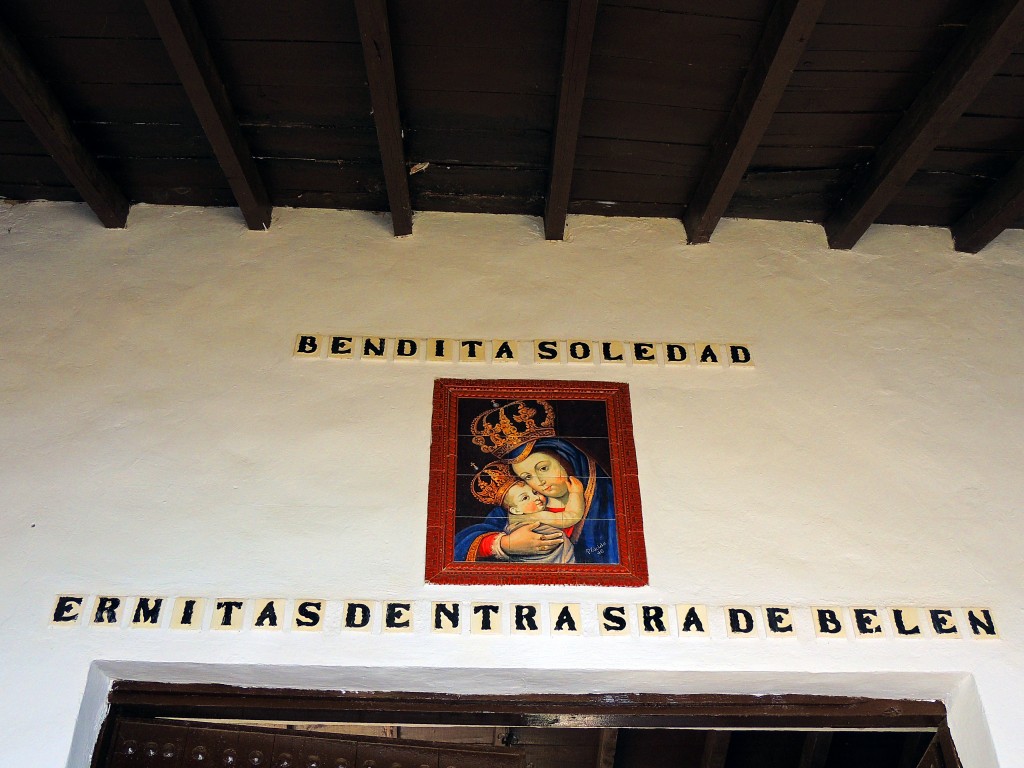 BENDITA SOLEDAD
ERMITAS DE NTRA SRA DE BELEN